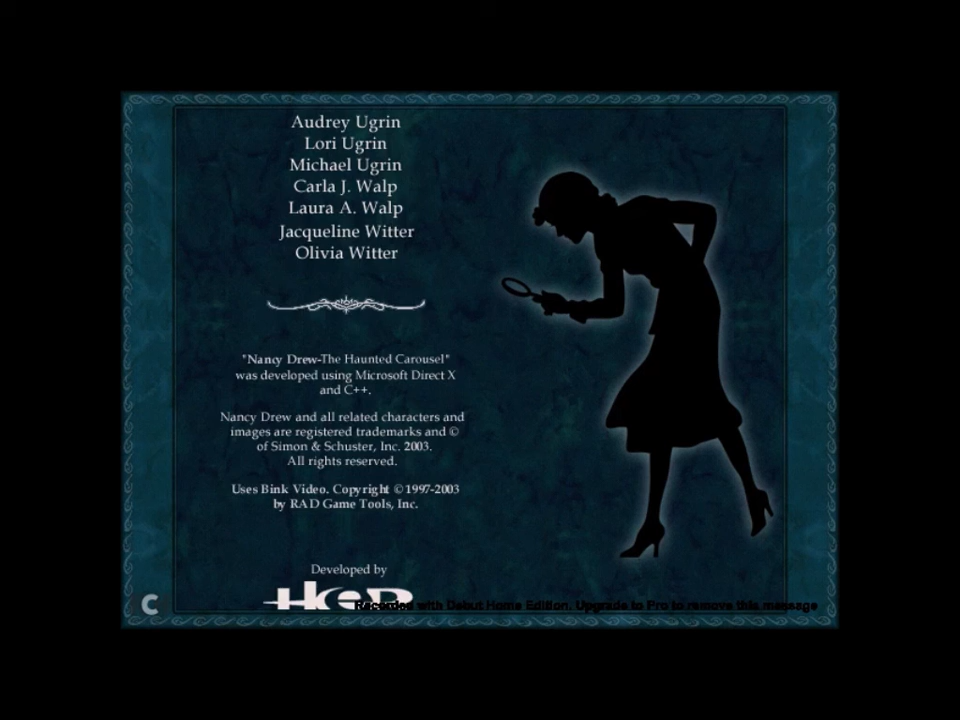 Audrey Ugrin
Lori Ugrin
Michael Ugrin
Carla J. Walp
Laura A. Walp
Jacqueline Witter
Olivia Witter
"Nancy Drew-The Haunted Carousel"
was developed using Microsoft Direct X
and C++.
Nancy Drew and all related characters and
images are registered trademarks and ©
of Simon & Schuster, Inc. 2003.
All rights reserved.
Uses Bink Video. Copyright © 1997-2003
by RAD Game Tools, Inc.
Developed by
Recorded with Debut Home Edition. Upgrade to Pro to remove this message
C